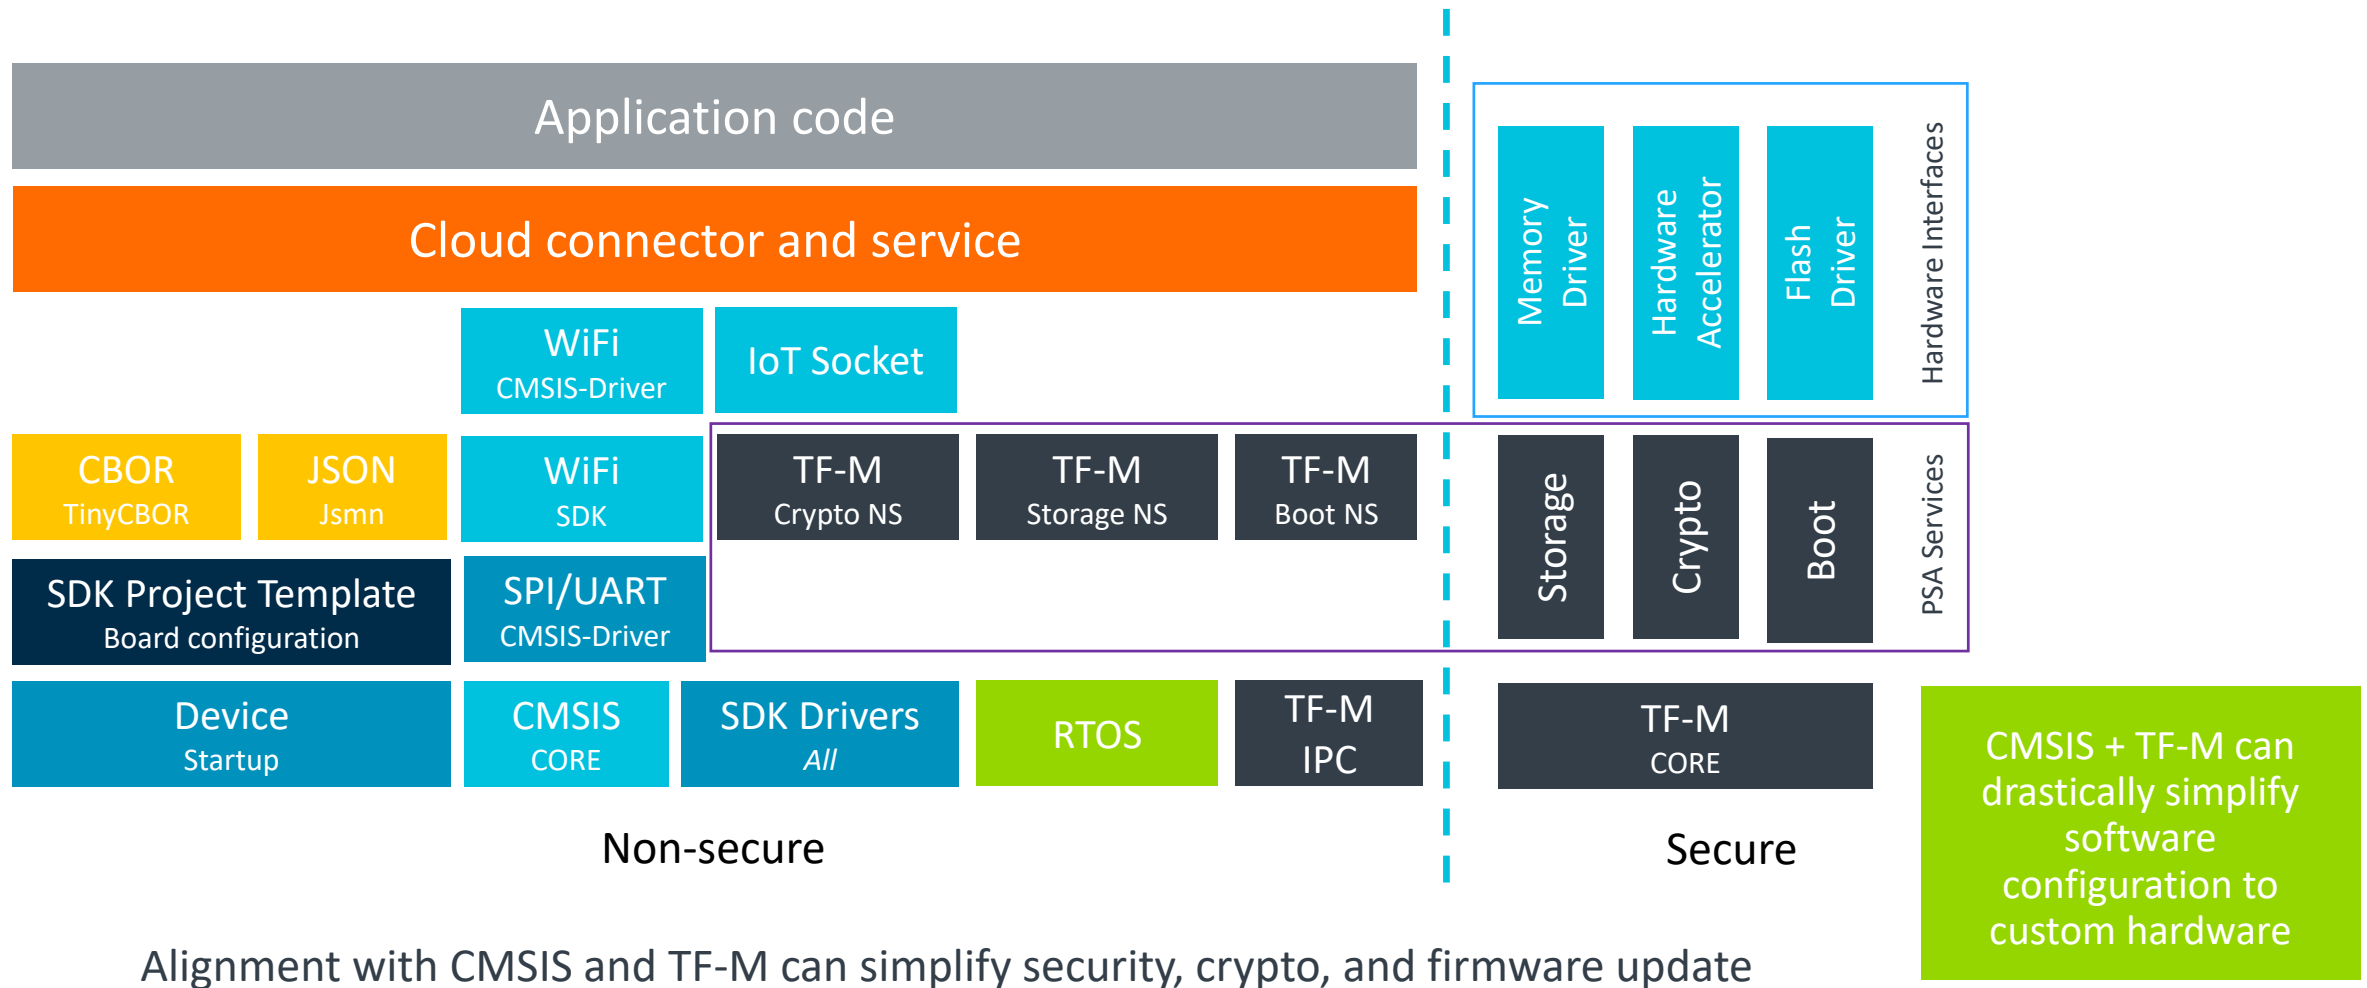 Application code
Cloud connector and service
WiFi
CMSIS-Driver
IoT Socket
CBOR
TinyCBOR
JSON
Jsmn
WiFi
SDK
TF-M
Crypto NS
TF-M
Storage NS
TF-M
Boot NS
SDK Project Template
Board configuration
SPI/UART
CMSIS-Driver
Device
Startup
CMSIS
CORE
SDK Drivers
All
RTOS
TF-M
IPC
Non-secure
Memory
Driver
Hardware
Accelerator
Flash
Driver
Hardware Interfaces
Storage
Crypto
Boot
PSA Services
TF-M
CORE
Secure
CMSIS + TF-M can
drastically simplify
software
configuration to
custom hardware
Alignment with CMSIS and TF-M can simplify security, crypto, and firmware update